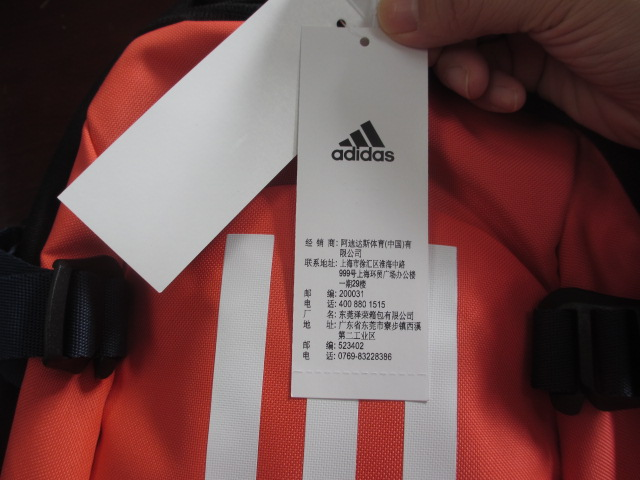 adidas
经 销 商: 阿迪达斯体育(中国)有
限公司
联系地址: 上海市徐汇区淮海中路
999号上海环贸广场办公楼
一期29楼
邮 编: 200031
电 话: 400 880 1515
厂 名: 东莞泽荣箱包有限公司
地 址: 广东省东莞市寮步镇西溪
第二工业区
邮 编: 523402
电 话: 0769-83228386